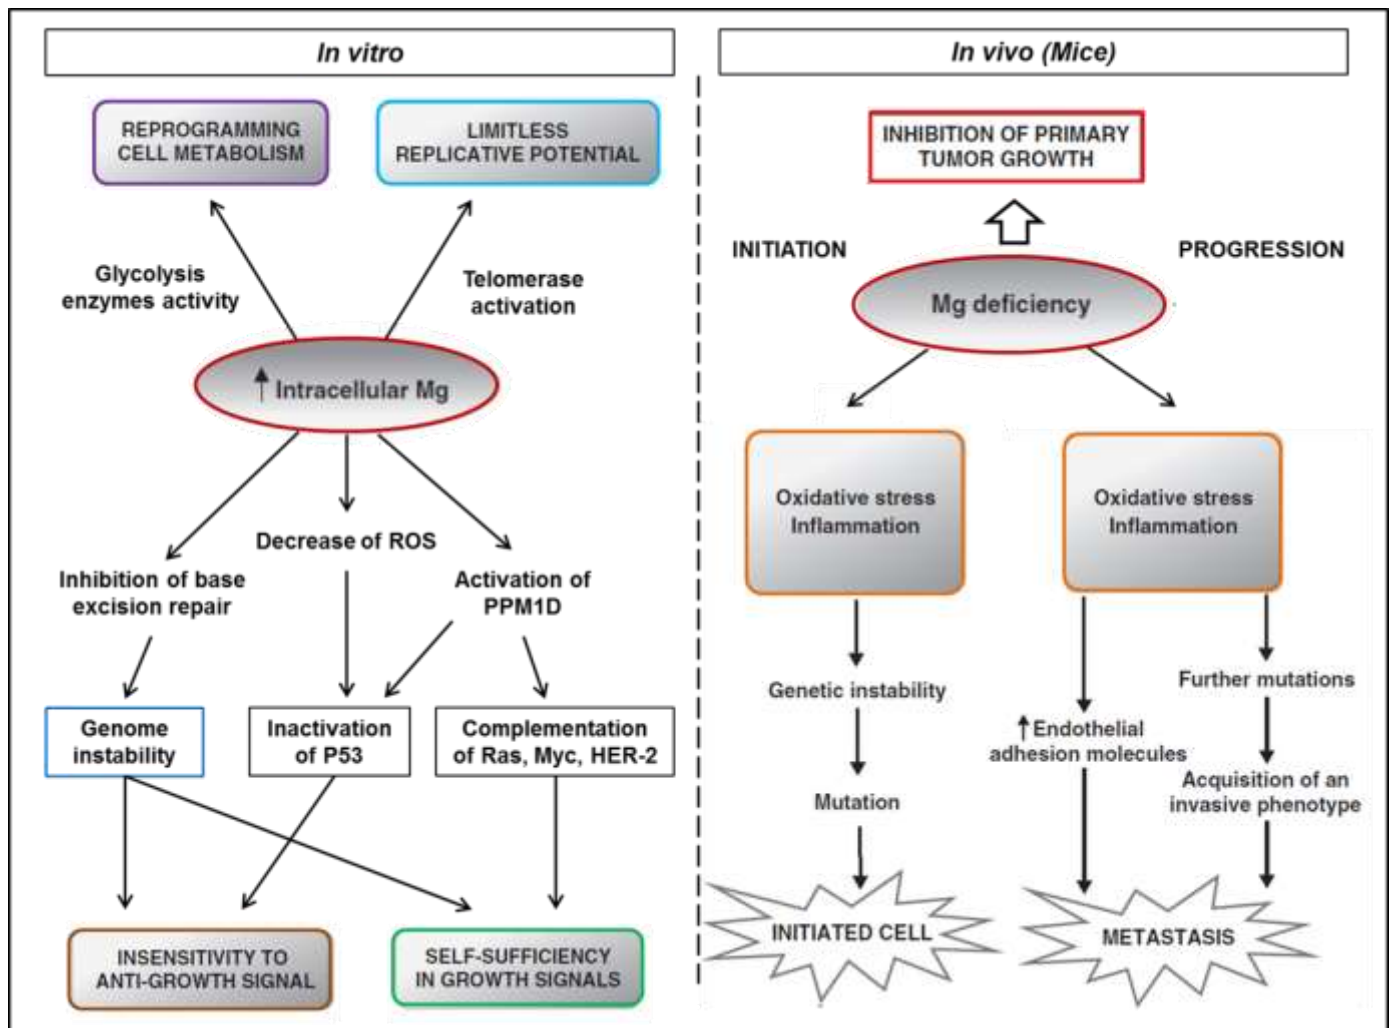 In vitro
REPROGRAMMING
CELL METABOLISM
LIMITLESS
REPLICATIVE POTENTIAL
Glycolysis
enzymes activity
Telomerase
activation
↑ Intracellular Mg
Decrease of ROS
Inhibition of base
excision repair
Activation of
PPM1D
Genome
instability
Inactivation
of P53
Complementation
of Ras, Myc, HER-2
INSENSITIVITY TO
ANTI-GROWTH SIGNAL
SELF-SUFFICIENCY
IN GROWTH SIGNALS
In vivo (Mice)
INHIBITION OF PRIMARY
TUMOR GROWTH
INITIATION
PROGRESSION
Mg deficiency
Oxidative stress
Inflammation
Oxidative stress
Inflammation
Genetic instability
Mutation
INITIATED CELL
↑ Endothelial
adhesion molecules
Further mutations
Acquisition of an
invasive phenotype
METASTASIS